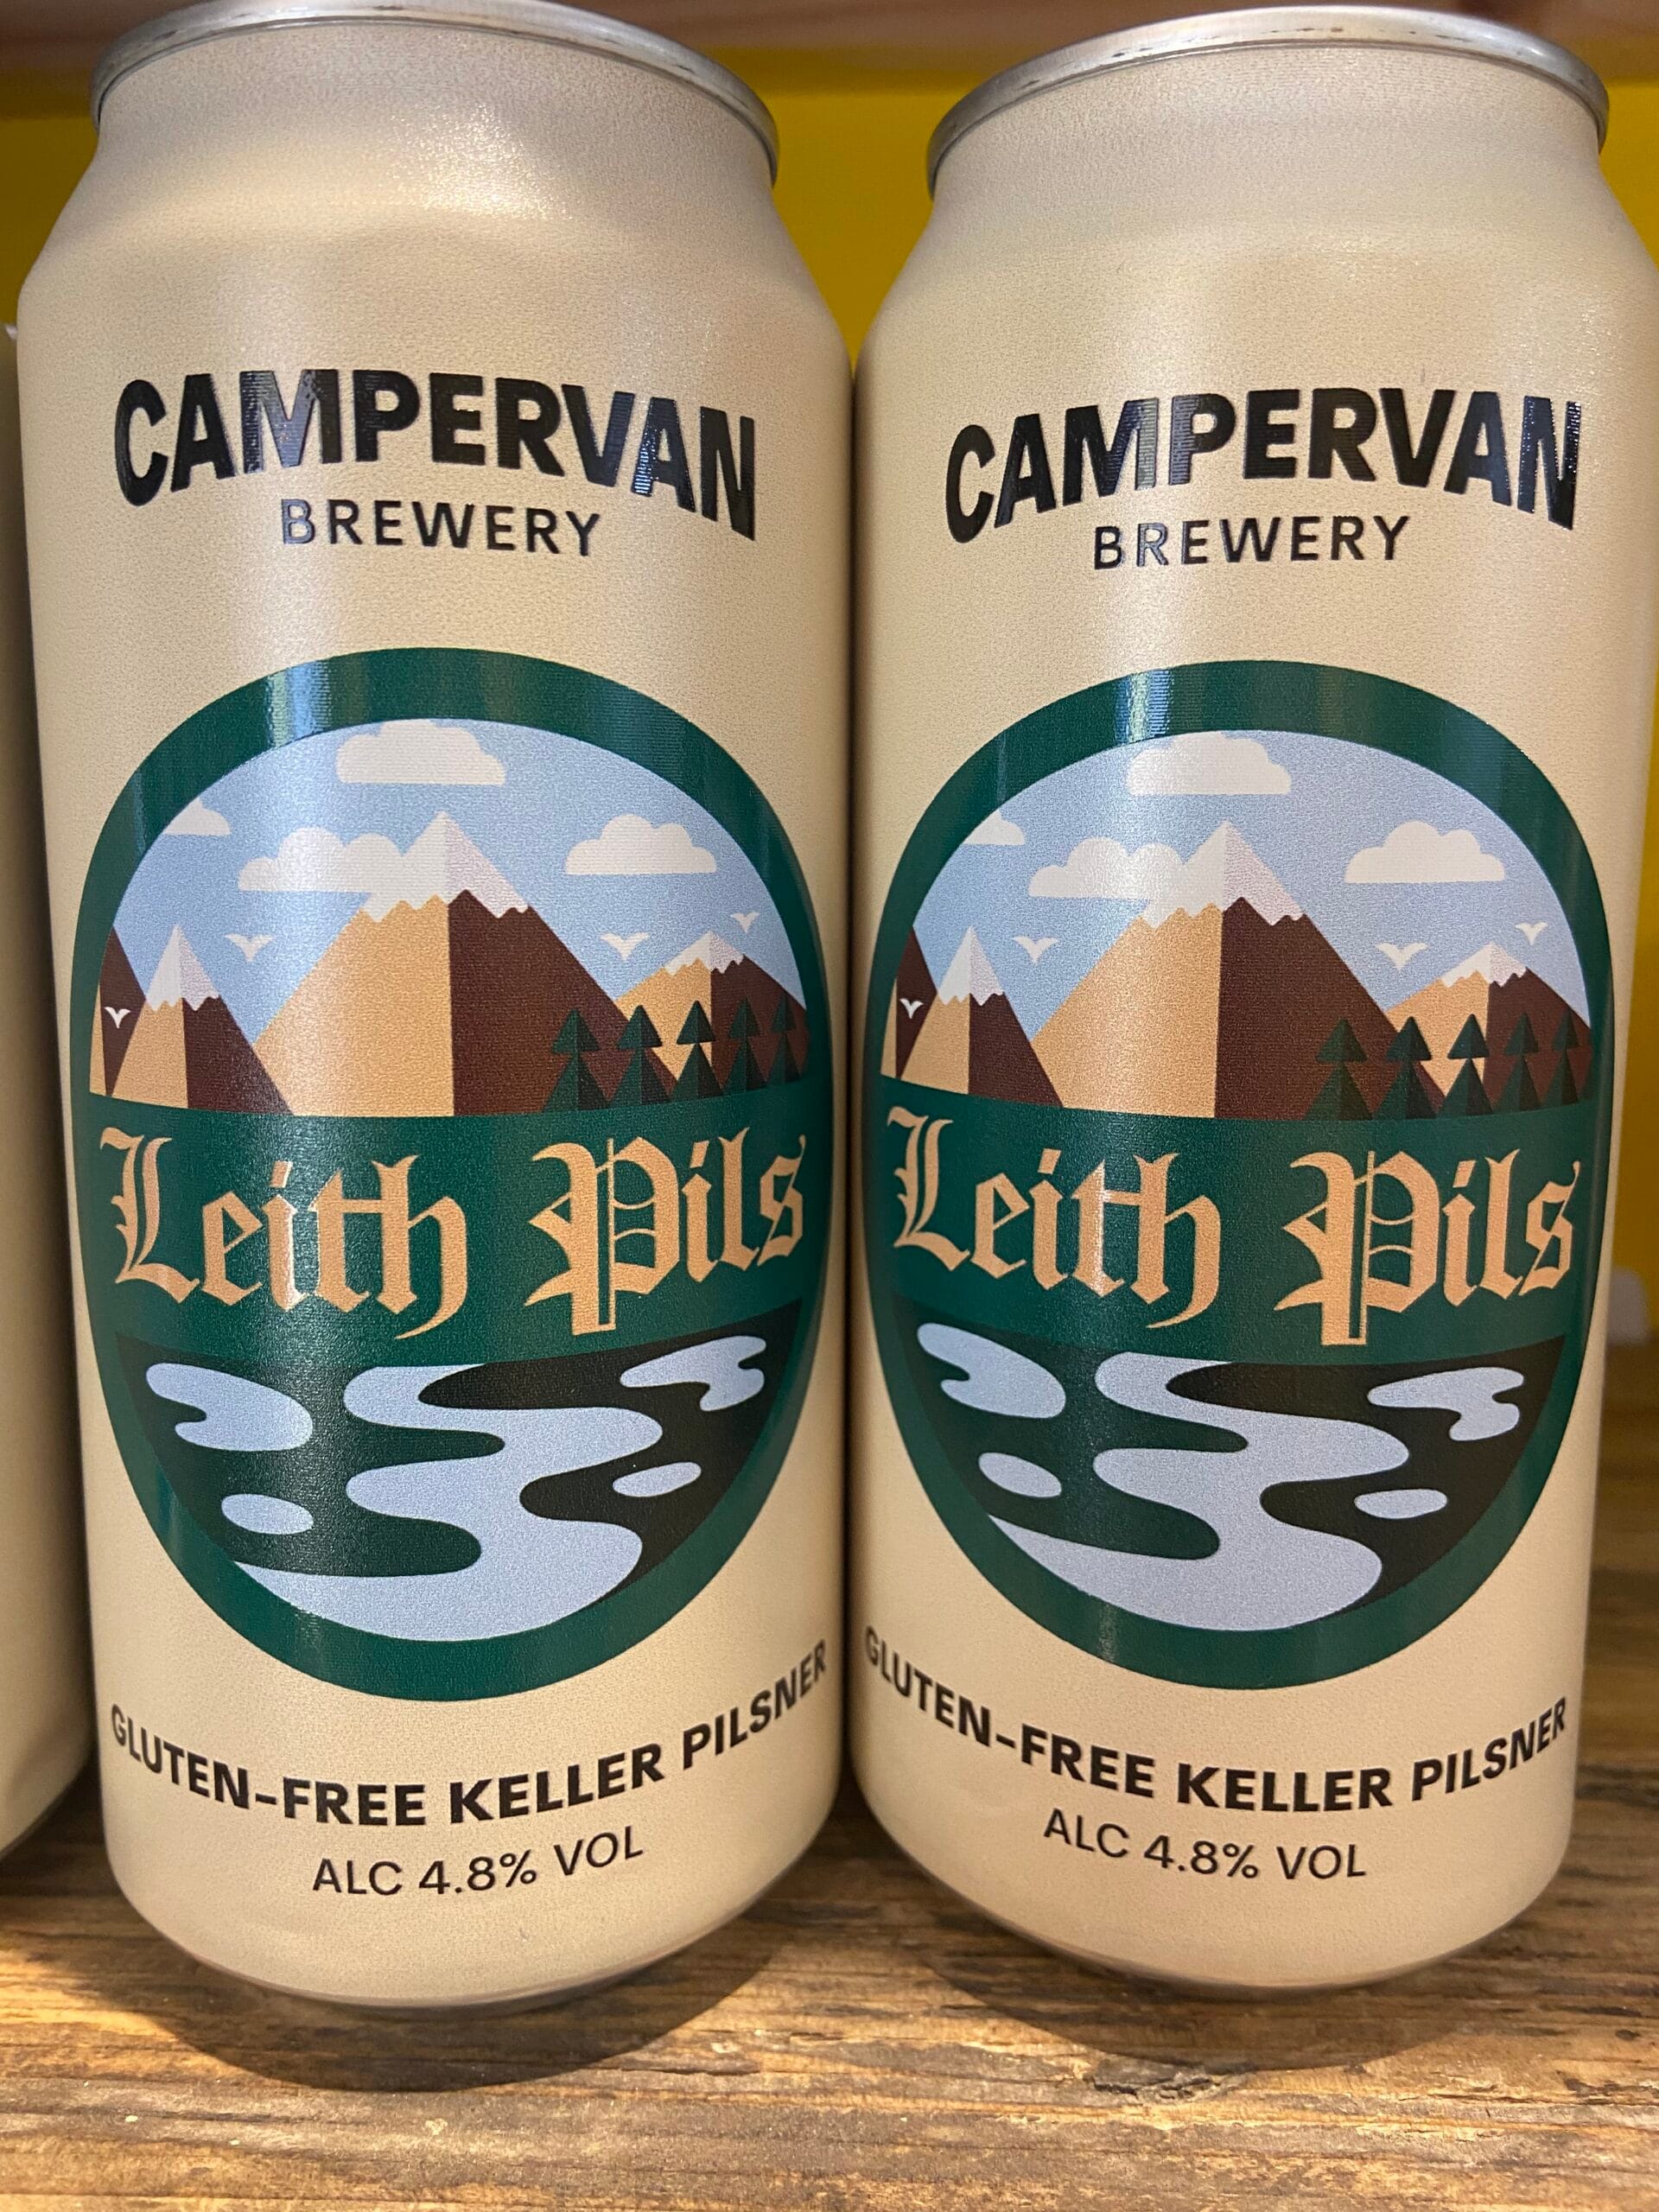 CAMPERVAN
BREWERY
Leith Pils
GLUTEN-FREE KELLER PILSNER
ALC 4.8% VOL
CAMPERVAN
BREWERY
Leith Pils
GLUTEN-FREE KELLER PILSNER
ALC 4.8% VOL